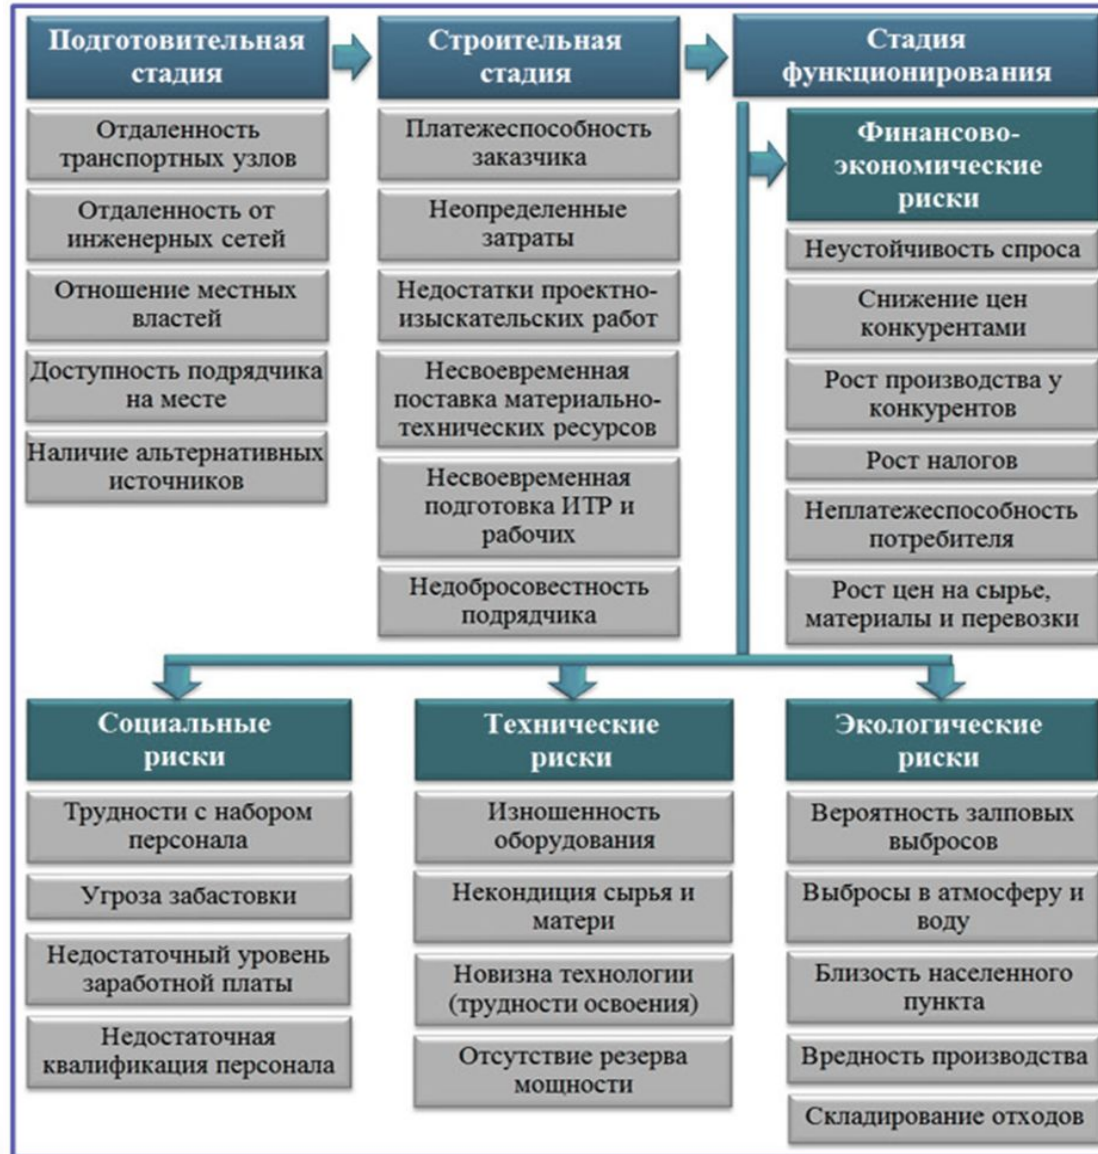 Подготовительная
стадия
Строительная
стадия
Стадия
функционирования
Отдаленность
транспортных узлов
Отдаленность от
инженерных сетей
Отношение местных
властей
Доступность подрядчика
на месте
Наличие альтернативных
источников
Платежеспособность
заказчика
Неопределенные
затраты
Недостатки проектно-
изыскательских работ
Несвоевременная
поставка материально-
технических ресурсов
Несвоевременная
подготовка ИТР и
рабочих
Недобросовестность
подрядчика
Финансово-
экономические
риски
Неустойчивость спроса
Снижение цен
конкурентами
Рост производства у
конкурентов
Рост налогов
Неплатежеспособность
потребителя
Рост цен на сырье,
материалы и перевозки
Социальные
риски
Трудности с набором
персонала
Угроза забастовки
Недостаточный уровень
заработной платы
Недостаточная
квалификация персонала
Технические
риски
Изношенность
оборудования
Некондиция сырья и
матери
Новизна технологии
(трудности освоения)
Отсутствие резерва
мощности
Экологические
риски
Вероятность залповых
выбросов
Выбросы в атмосферу и
воду
Близость населенного
пункта
Вредность производства
Складирование отходов